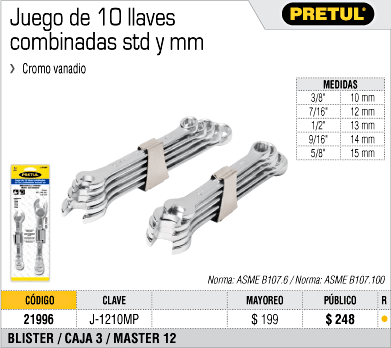 Juego de 10 llaves
combinadas std y mm
PRETUL®
Cromo vanadio
MEDIDAS
3/8" 10 mm
7/16" 12 mm
1/2" 13 mm
9/16" 14 mm
5/8" 15 mm
PRETUL
Norma: ASME B107.6 / Norma: ASME B107.100
CÓDIGO CLAVE MAYOREO PÚBLICO R
21996 J-1210MP $ 199 $ 248
BLISTER / CAJA 3 / MASTER 12